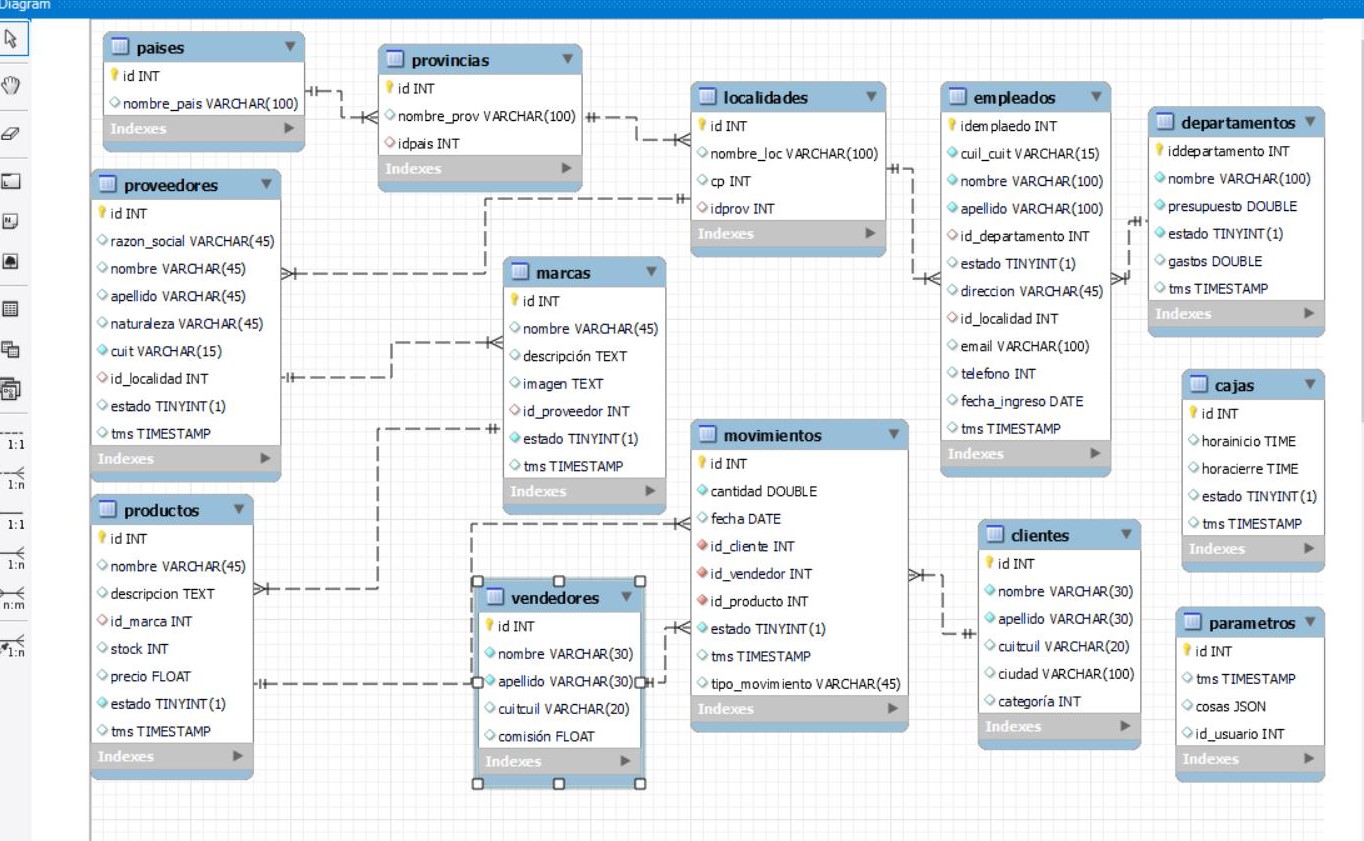 Diagram
paises
id INT
nombre_pais VARCHAR(100)
Indexes
provincias
id INT
nombre_prov VARCHAR(100)
idpais INT
Indexes
localidades
id INT
nombre_loc VARCHAR(100)
cp INT
idprov INT
Indexes
empleados
idemplaedo INT
cuil_cuit VARCHAR(15)
nombre VARCHAR(100)
apellido VARCHAR(100)
id_departamento INT
estado TINYINT(1)
direccion VARCHAR(45)
id_localidad INT
email VARCHAR(100)
telefono INT
fecha_ingreso DATE
tms TIMESTAMP
Indexes
departamentos
iddepartamento INT
nombre VARCHAR(100)
presupuesto DOUBLE
estado TINYINT(1)
gastos DOUBLE
tms TIMESTAMP
Indexes
proveedores
id INT
razon_social VARCHAR(45)
nombre VARCHAR(45)
apellido VARCHAR(45)
naturaleza VARCHAR(45)
cuit VARCHAR(15)
id_localidad INT
estado TINYINT(1)
tms TIMESTAMP
Indexes
marcas
id INT
nombre VARCHAR(45)
descripción TEXT
imagen TEXT
id_proveedor INT
estado TINYINT(1)
tms TIMESTAMP
Indexes
cajas
id INT
horainicio TIME
horacierre TIME
estado TINYINT(1)
tms TIMESTAMP
Indexes
movimientos
id INT
cantidad DOUBLE
fecha DATE
id_cliente INT
id_vendedor INT
id_producto INT
estado TINYINT(1)
tms TIMESTAMP
tipo_movimiento VARCHAR(45)
Indexes
productos
id INT
nombre VARCHAR(45)
descripcion TEXT
id_marca INT
stock INT
precio FLOAT
estado TINYINT(1)
tms TIMESTAMP
Indexes
vendedores
id INT
nombre VARCHAR(30)
apellido VARCHAR(30)
cuitcuil VARCHAR(20)
comisión FLOAT
Indexes
clientes
id INT
nombre VARCHAR(30)
apellido VARCHAR(30)
cuitcuil VARCHAR(20)
ciudad VARCHAR(100)
categoría INT
Indexes
parametros
id INT
tms TIMESTAMP
cosas JSON
id_usuario INT
Indexes
1:1
1:n
1:1
1:n
n:m
1:n